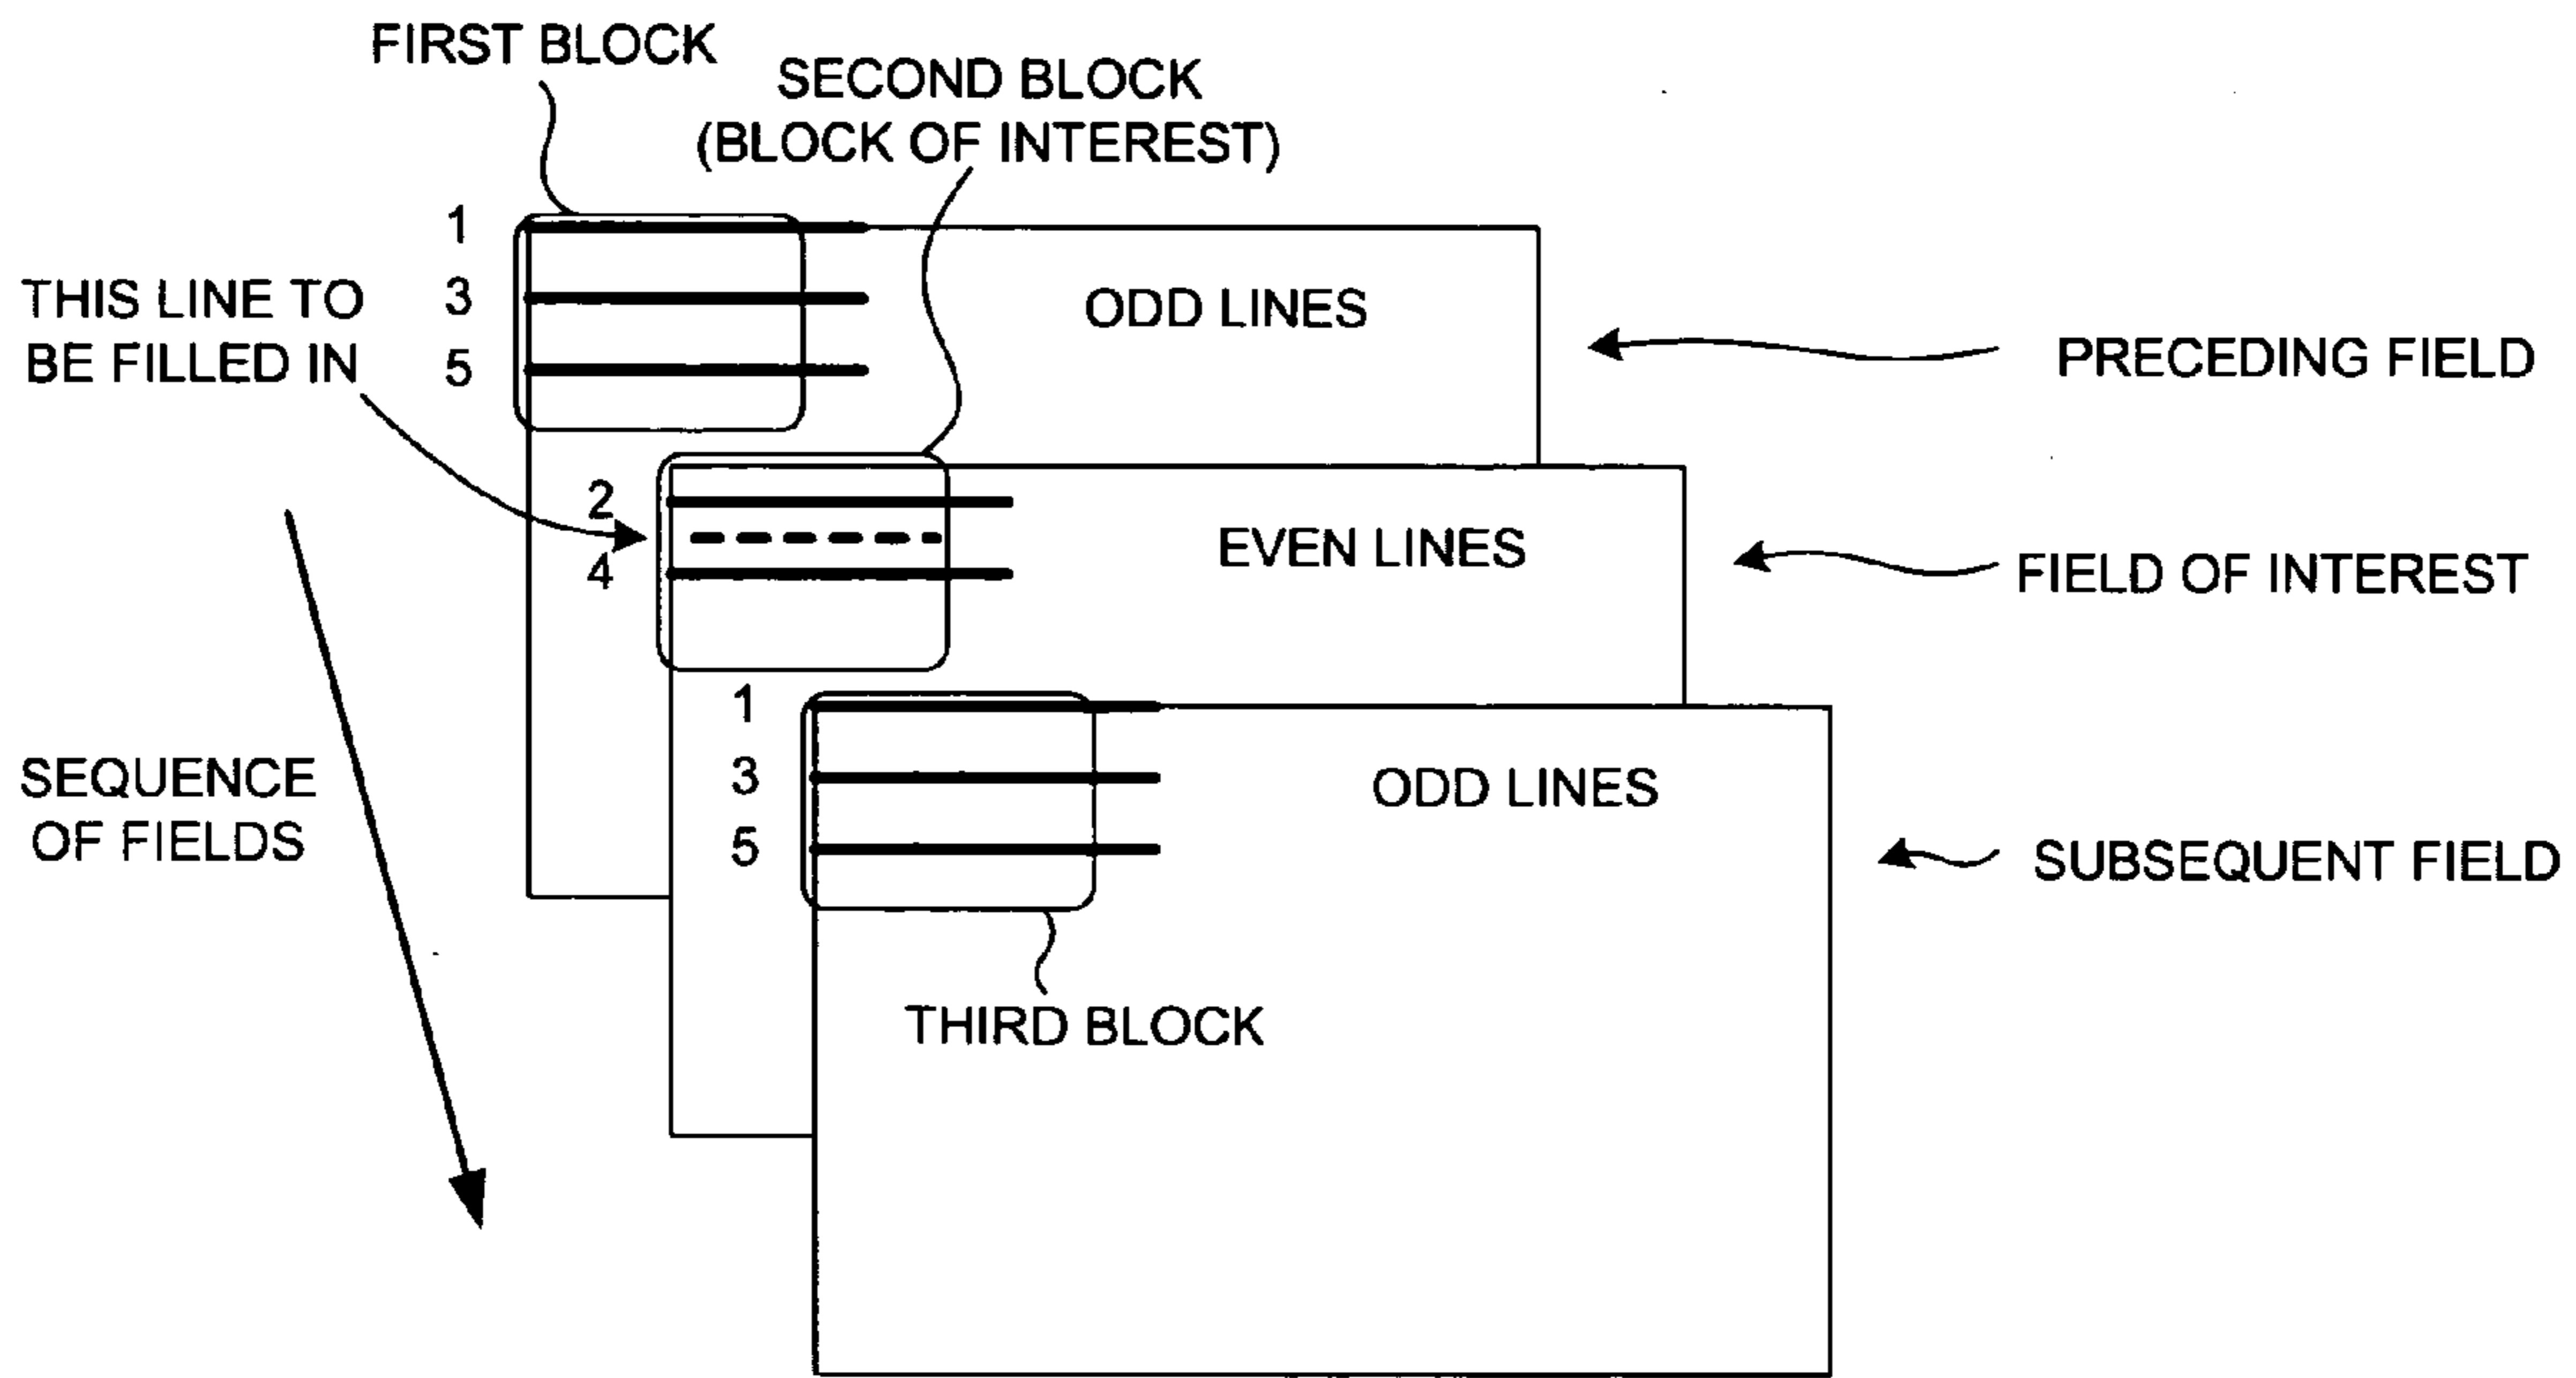 FIRST BLOCK
SECOND BLOCK
(BLOCK OF INTEREST)
1
3
5
THIS LINE TO
BE FILLED IN
ODD LINES
PRECEDING FIELD
2
4
EVEN LINES
FIELD OF INTEREST
1
3
5
ODD LINES
SEQUENCE
OF FIELDS
SUBSEQUENT FIELD
THIRD BLOCK